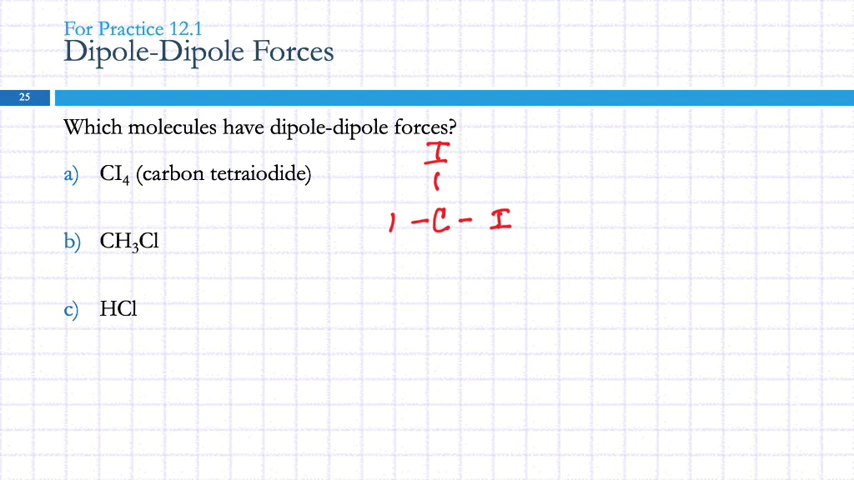 For Practice 12.1
Dipole-Dipole Forces
25
Which molecules have dipole-dipole forces?
a) CI₄ (carbon tetraiodide)
I
|
I - C - I
b) CH₃Cl
c) HCl